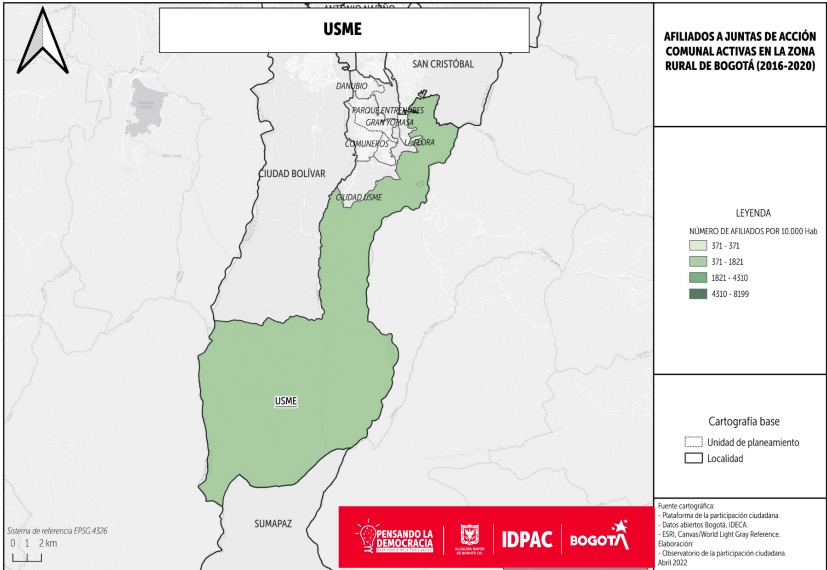 ANTONIO NARIÑO
USME
SAN CRISTÓBAL
DANUBIO
PARQUE ENTRENUBES
GRAN YOMASA
COMUNEROS
LA FLORA
CIUDAD BOLÍVAR
CIUDAD USME
USME
SUMAPAZ
Sistema de referencia EPSG:4326
0 1 2 km
PENSANDO LA
DEMOCRACIA
ALCALDÍA MAYOR
DE BOGOTÁ D.C.
IDPAC
BOGOTÁ
AFILIADOS A JUNTAS DE ACCIÓN
COMUNAL ACTIVAS EN LA ZONA
RURAL DE BOGOTÁ (2016-2020)
LEYENDA
NÚMERO DE AFILIADOS POR 10.000 Hab
371 - 371
371 - 1821
1821 - 4310
4310 - 8199
Cartografía base
Unidad de planeamiento
Localidad
Fuente cartográfica:
- Plataforma de la participación ciudadana.
- Datos abiertos Bogotá, IDECA.
- ESRI, Canvas/World Light Gray Reference.
Elaboración:
- Observatorio de la participación ciudadana.
Abril 2022